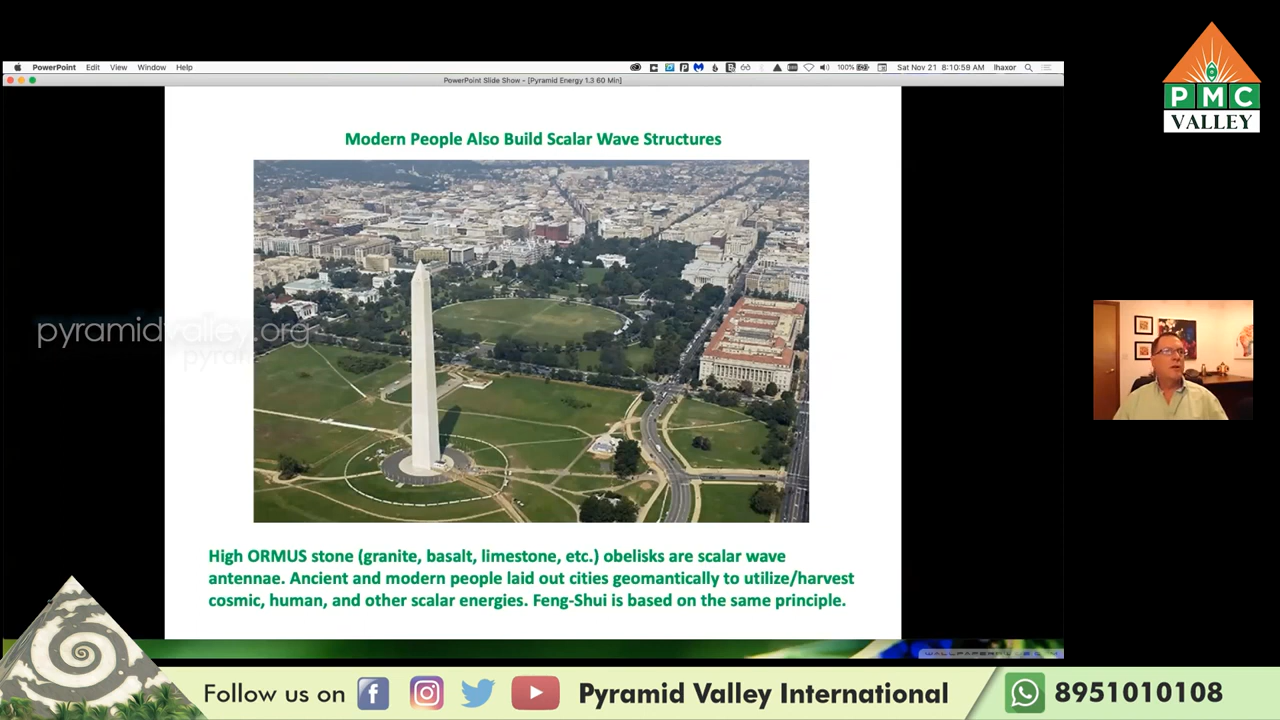 PowerPoint Edit View Window Help
100% Sat Nov 21 8:10:59 AM lhaxor
PowerPoint Slide Show - [Pyramid Energy 1.3 60 Min]
PMC
VALLEY
Modern People Also Build Scalar Wave Structures
pyramidvalley.org
High ORMUS stone (granite, basalt, limestone, etc.) obelisks are scalar wave
antennae. Ancient and modern people laid out cities geomantically to utilize/harvest
cosmic, human, and other scalar energies. Feng-Shui is based on the same principle.
Follow us on Pyramid Valley International 8951010108